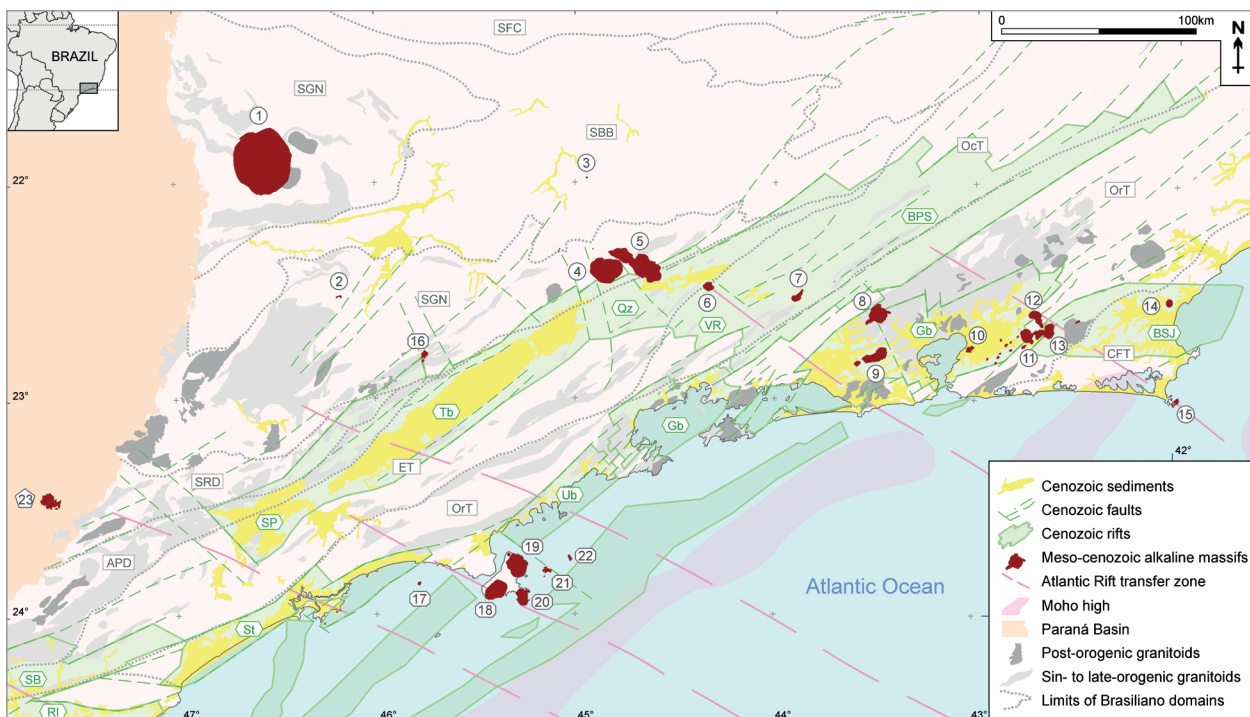 BRAZIL
0
100km
N
SFC
SGN
1
SBB
3
22°
OcT
OrT
BPS
5
4
2
SGN
Qz
6
7
VR
8
12
14
16
Gb
10
BSJ
9
11
13
CFT
23°
Tb
Gb
15
42°
ET
SRD
23
OrT
Ub
SP
APD
19
22
21
17
18
20
24°
St
SB
RI
47°
46°
45°
44°
43°
Atlantic Ocean
Cenozoic sediments
Cenozoic faults
Cenozoic rifts
Meso-cenozoic alkaline massifs
Atlantic Rift transfer zone
Moho high
Paraná Basin
Post-orogenic granitoids
Sin- to late-orogenic granitoids
Limits of Brasiliano domains